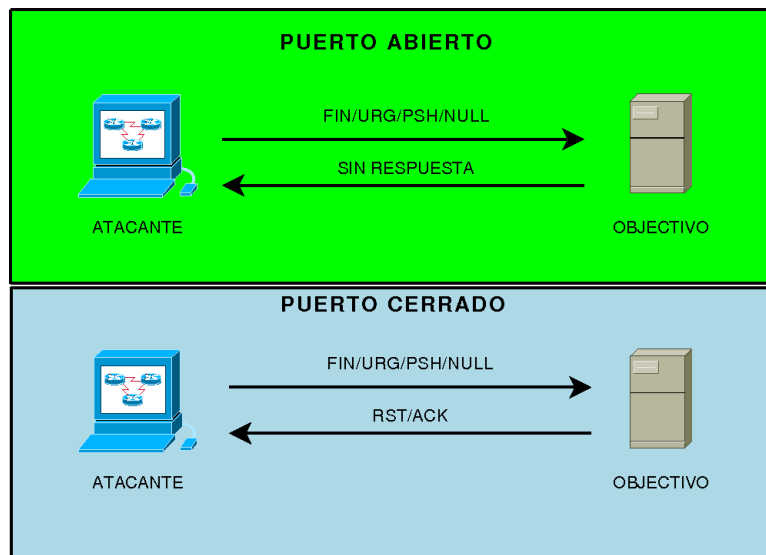 PUERTO ABIERTO
FIN/URG/PSH/NULL
SIN RESPUESTA
ATACANTE
OBJECTIVO
PUERTO CERRADO
FIN/URG/PSH/NULL
RST/ACK
ATACANTE
OBJECTIVO